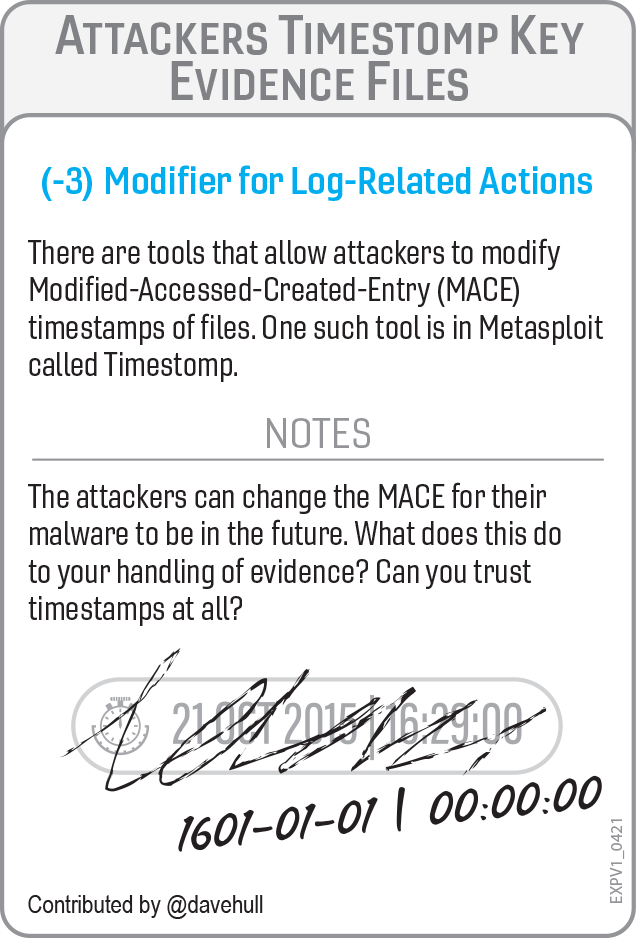 Attackers Timestomp Key
Evidence Files
(-3) Modifier for Log-Related Actions
There are tools that allow attackers to modify
Modified-Accessed-Created-Entry (MACE)
timestamps of files. One such tool is in Metasploit
called Timestomp.
NOTES
The attackers can change the MACE for their
malware to be in the future. What does this do
to your handling of evidence? Can you trust
timestamps at all?
21 OCT 2015 | 16:29:00
1601-01-01 | 00:00:00
Contributed by @davehull
EXPV1_0421